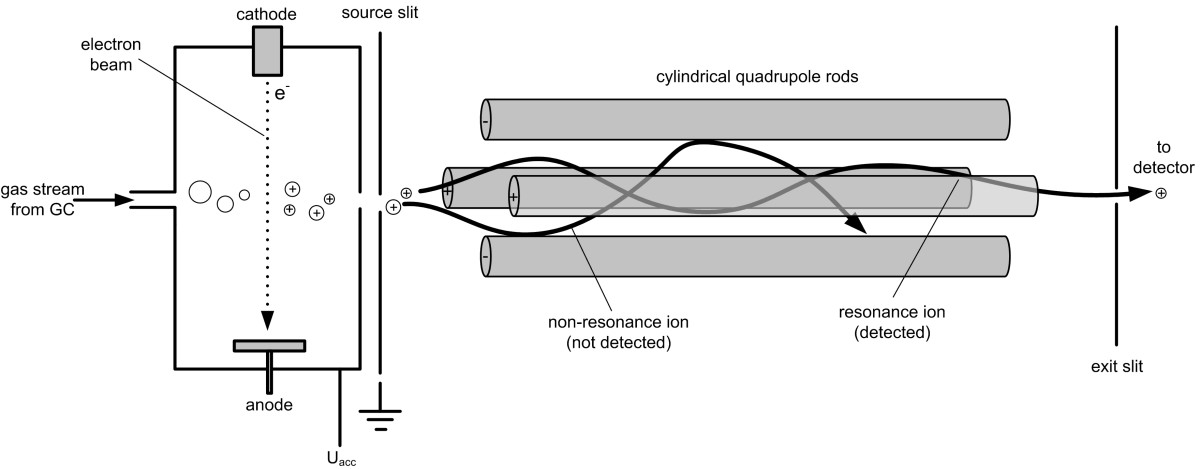 cathode
source slit
electron
beam
e-
cylindrical quadrupole rods
-
to
detector
gas stream
from GC
+
+
+
+
+
+
+
+
+
-
non-resonance ion
(not detected)
resonance ion
(detected)
exit slit
anode
Uacc